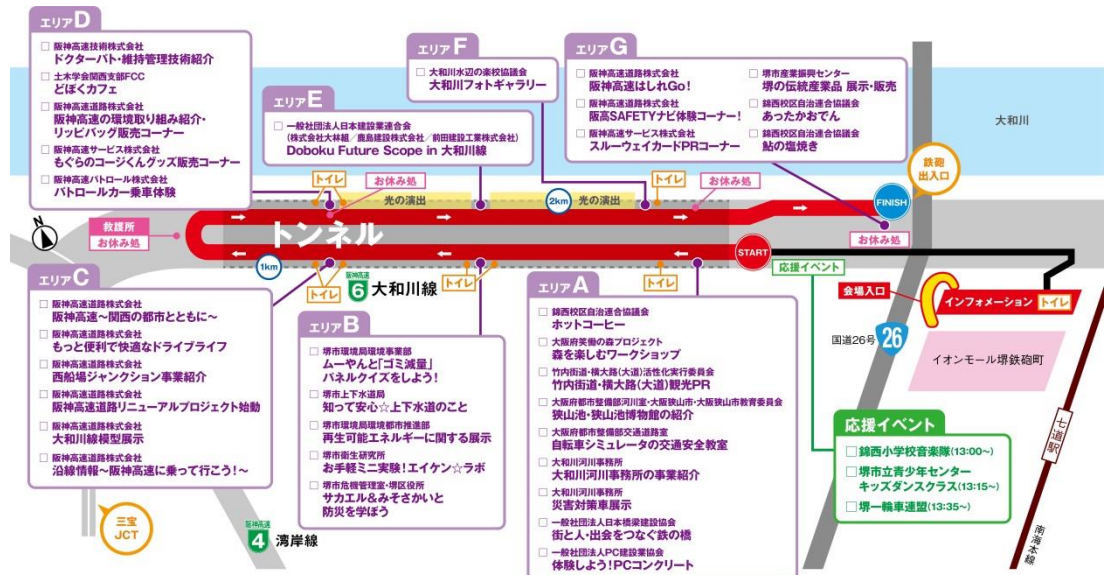 エリアD
阪神高速技術株式会社
ドクターパト・維持管理技術紹介
土木学会関西支部FCC
どぼくカフェ
阪神高速道路株式会社
阪神高速の環境取り組み紹介・
リッピバッグ販売コーナー
阪神高速サービス株式会社
もぐらのコージくんグッズ販売コーナー
阪神高速パトロール株式会社
パトロールカー乗車体験
エリアE
一般社団法人日本建設業連合会
(株式会社大林組/鹿島建設株式会社/前田建設工業株式会社)
Doboku Future Scope in 大和川線
エリアF
大和川水辺の楽校協議会
大和川フォトギャラリー
エリアG
阪神高速道路株式会社
阪神高速はしれGo!
阪神高速道路株式会社
阪高SAFETYナビ体験コーナー!
阪神高速サービス株式会社
スルーウェイカードPRコーナー
堺市産業振興センター
堺の伝統産業品 展示・販売
錦西校区自治連合協議会
あったかおでん
錦西校区自治連合協議会
鮎の塩焼き
大和川
鉄砲
出入口
トイレ
お休み処
光の演出
2km
光の演出
トイレ
お休み処
FINISH
お休み処
N
救護所
お休み処
トンネル
START
1km
トイレ
阪神高速
6 大和川線
トイレ
トイレ
応援イベント
会場入口
インフォメーション
トイレ
国道26号
26
イオンモール堺鉄砲町
七道駅
南海本線
エリアC
阪神高速道路株式会社
阪神高速〜関西の都市とともに〜
阪神高速道路株式会社
もっと便利で快適なドライブライフ
阪神高速道路株式会社
西船場ジャンクション事業紹介
阪神高速道路株式会社
阪神高速道路リニューアルプロジェクト始動
阪神高速道路株式会社
大和川線模型展示
阪神高速道路株式会社
沿線情報〜阪神高速に乗って行こう!〜
三宝
JCT
阪神高速
4 湾岸線
エリアB
堺市環境局環境事業部
ムーやんと「ゴミ減量」
パネルクイズをしよう!
堺市上下水道局
知って安心☆上下水道のこと
堺市環境局環境都市推進部
再生可能エネルギーに関する展示
堺市衛生研究所
お手軽ミニ実験!エイケン☆ラボ
堺市危機管理室・堺区役所
サカエル&みそさかいと
防災を学ぼう
エリアA
錦西校区自治連合協議会
ホットコーヒー
大阪府笑働の森プロジェクト
森を楽しむワークショップ
竹内街道・横大路(大道)活性化実行委員会
竹内街道・横大路(大道)観光PR
大阪府都市整備部河川室・大阪狭山市・大阪狭山市教育委員会
狭山池・狭山池博物館の紹介
大阪府都市整備部交通道路室
自転車シミュレータの交通安全教室
大和川河川事務所
大和川河川事務所の事業紹介
大和川河川事務所
災害対策車展示
一般社団法人日本橋梁建設協会
街と人・出会をつなぐ鉄の橋
一般社団法人PC建設業協会
体験しよう!PCコンクリート
応援イベント
錦西小学校音楽隊(13:00〜)
堺市立青少年センター
キッズダンスクラス(13:15〜)
堺一輪車連盟(13:35〜)